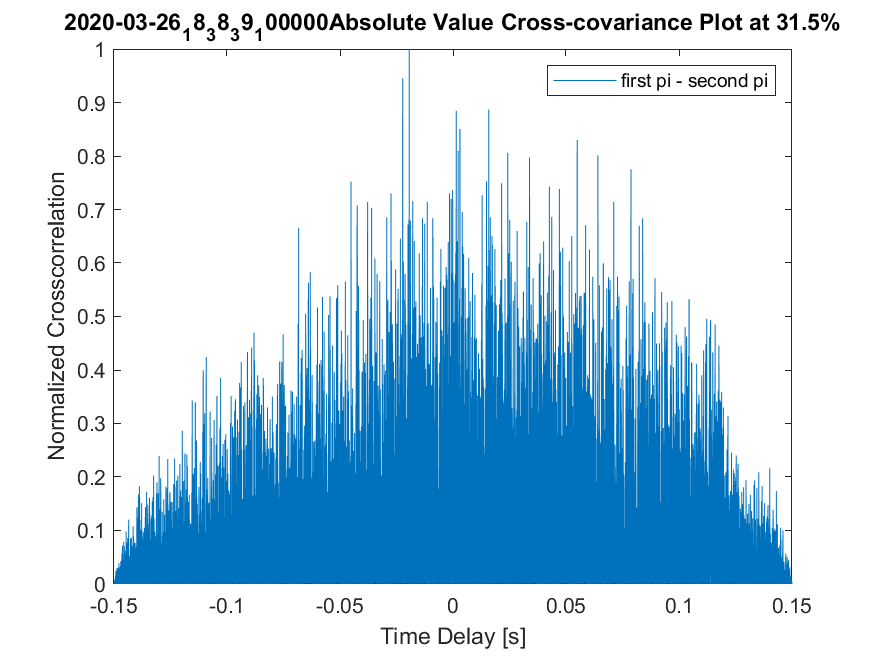 2020-03-26₁8₃8₃9₁00000Absolute Value Cross-covariance Plot at 31.5%
first pi - second pi
Normalized Crosscorrelation
1
0.9
0.8
0.7
0.6
0.5
0.4
0.3
0.2
0.1
0
-0.15 -0.1 -0.05 0 0.05 0.1 0.15
Time Delay [s]